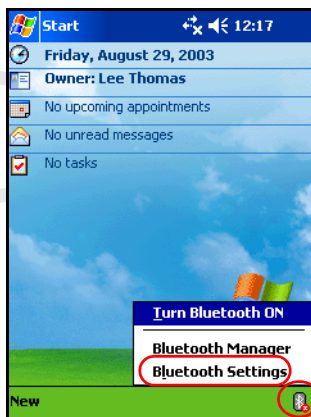 Start 12:17
Friday, August 29, 2003
Owner: Lee Thomas
No upcoming appointments
No unread messages
No tasks
Turn Bluetooth ON
Bluetooth Manager
Bluetooth Settings
New